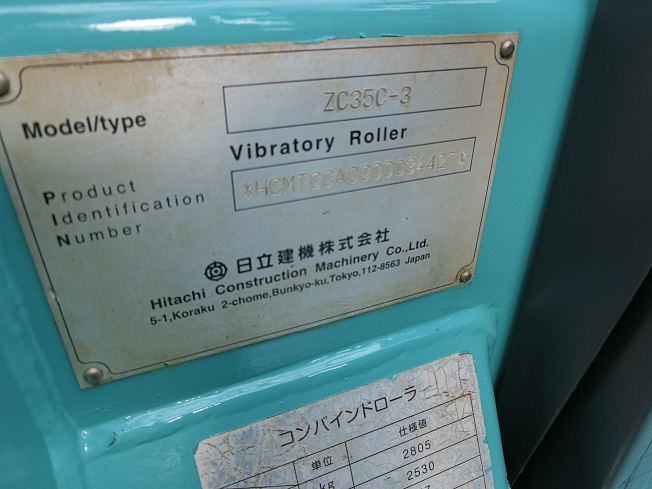 Model/type ZC35C-3
Vibratory Roller
Product
Identification
Number
日立建機株式会社
Hitachi Construction Machinery Co.,Ltd.
5-1,Koraku 2-chome,Bunkyo-ku,Tokyo,112-8563 Japan
コンバインドローラ
単位 仕様値
kg 2805
2530